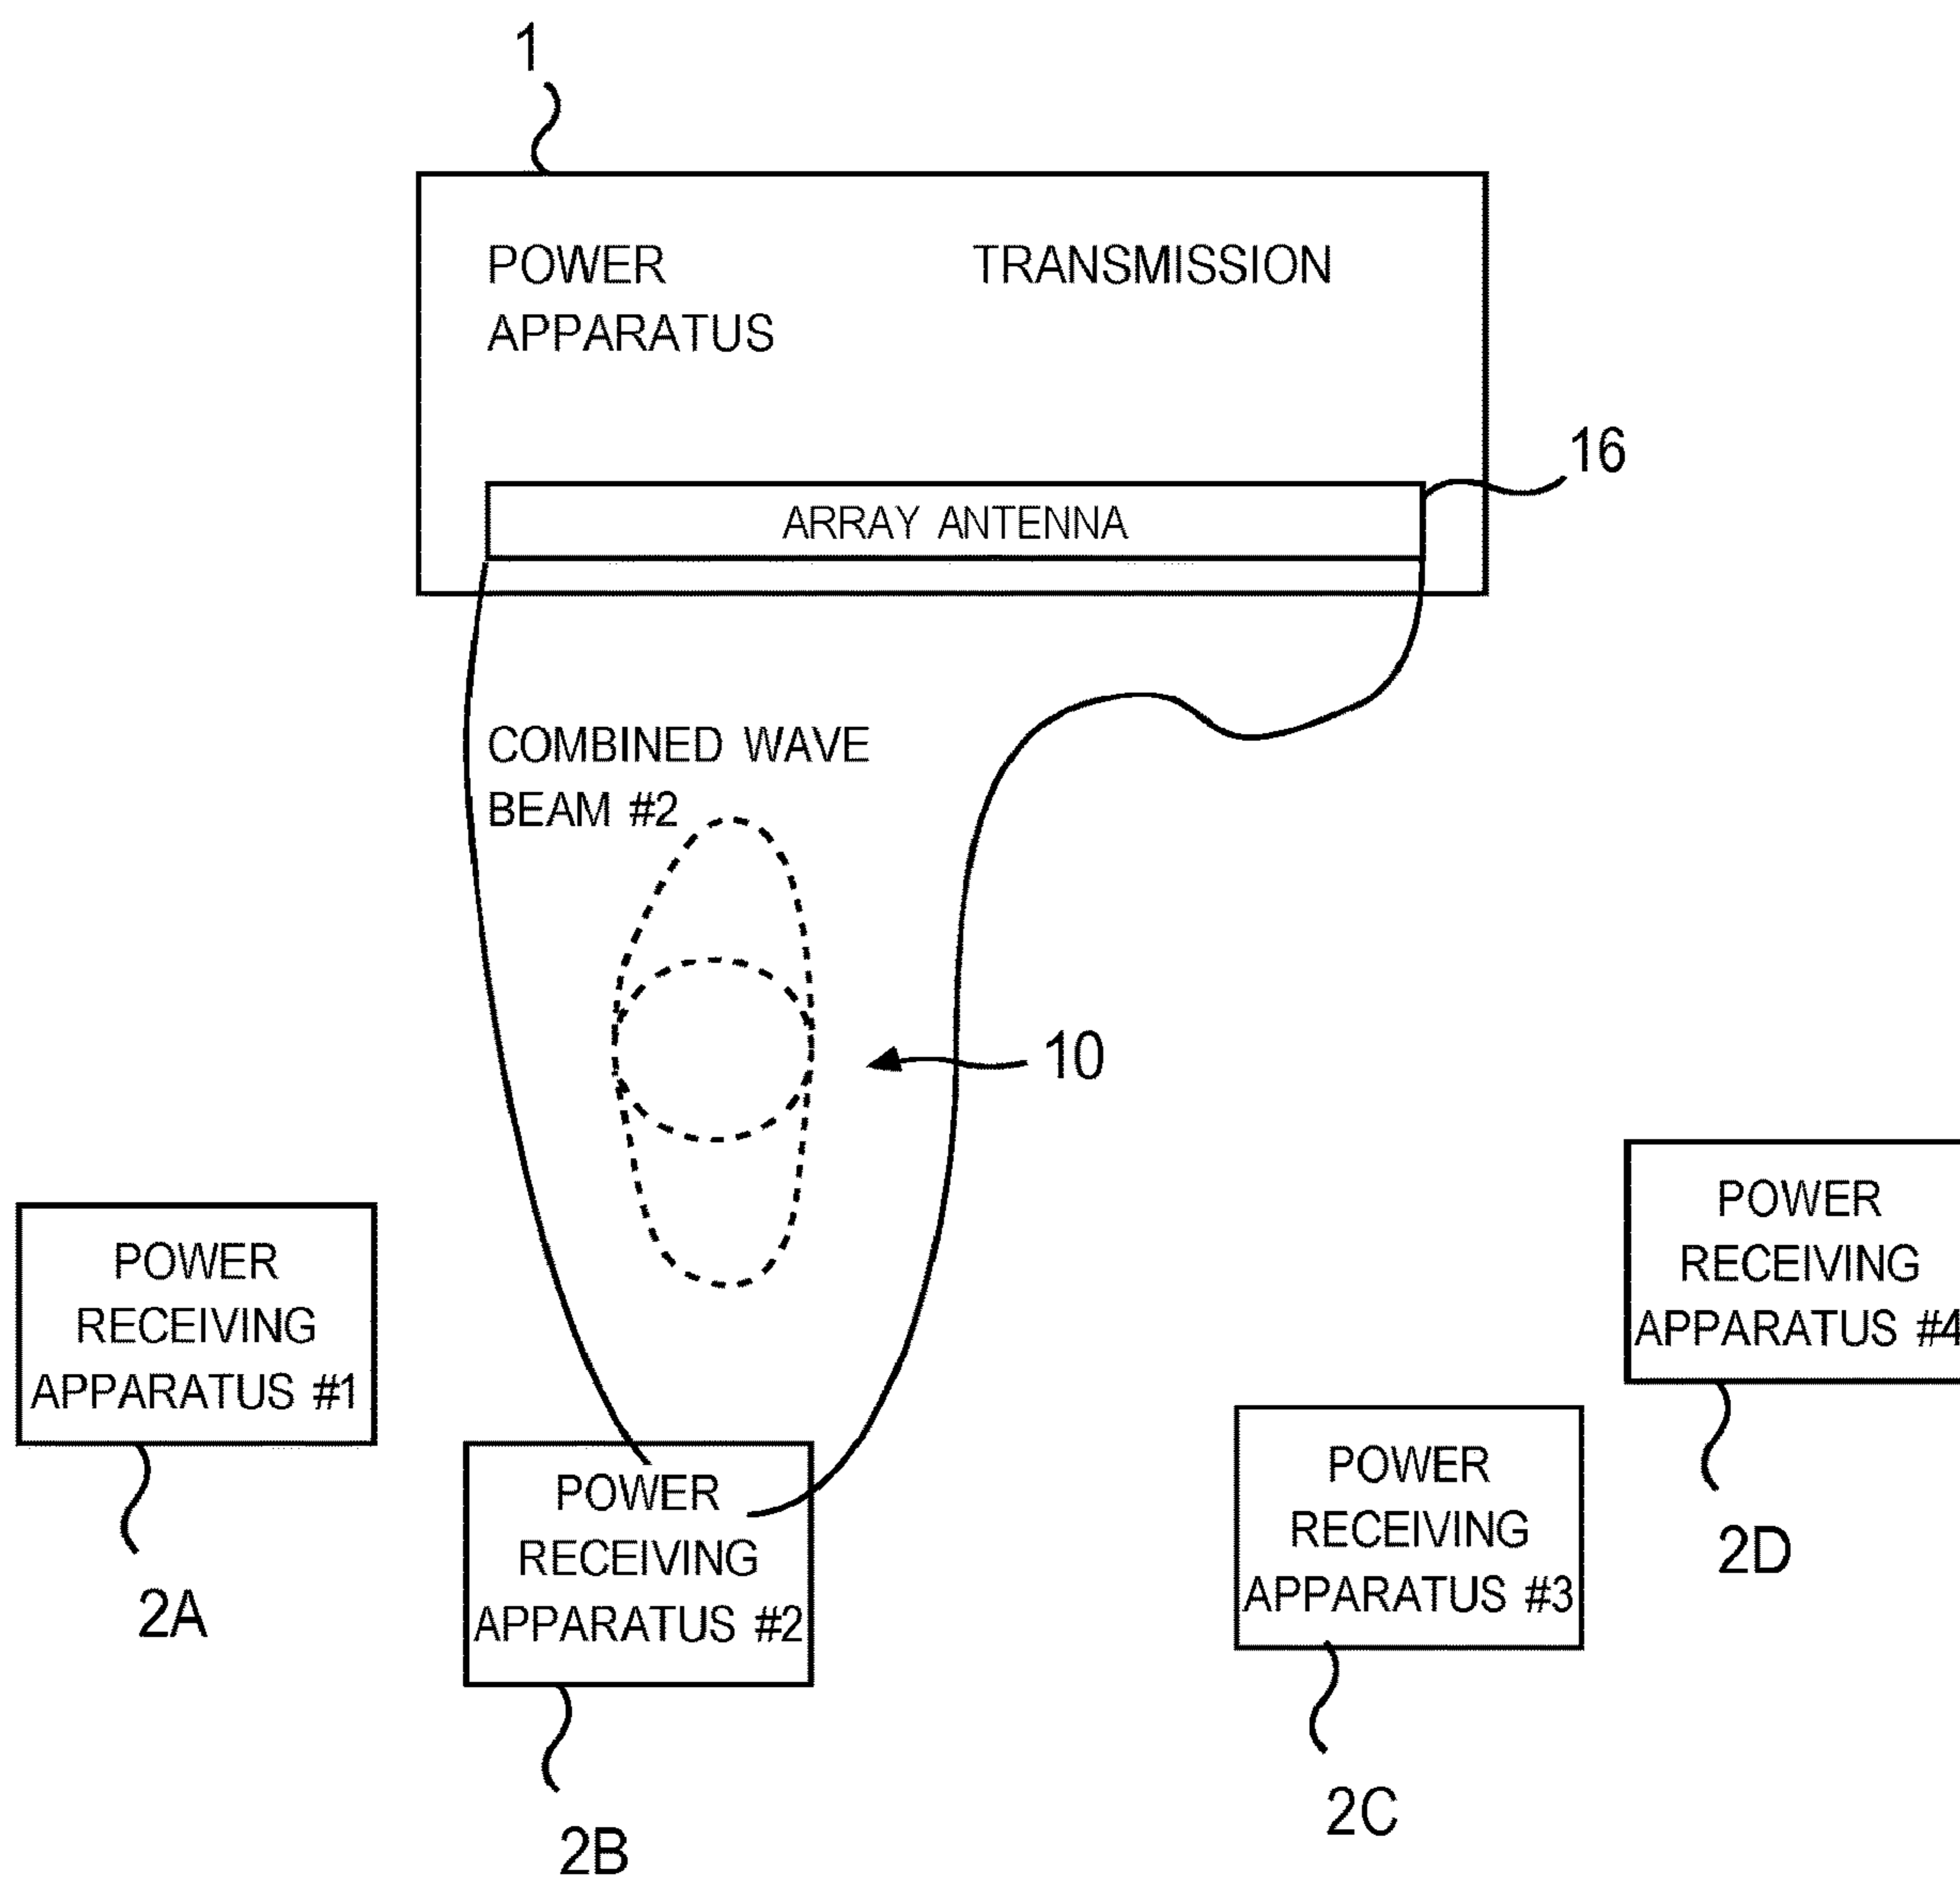 1
POWER TRANSMISSION
APPARATUS
16
ARRAY ANTENNA
COMBINED WAVE
BEAM #2
10
POWER
RECEIVING
APPARATUS #1
2A
POWER
RECEIVING
APPARATUS #2
2B
POWER
RECEIVING
APPARATUS #3
2C
POWER
RECEIVING
APPARATUS #4
2D